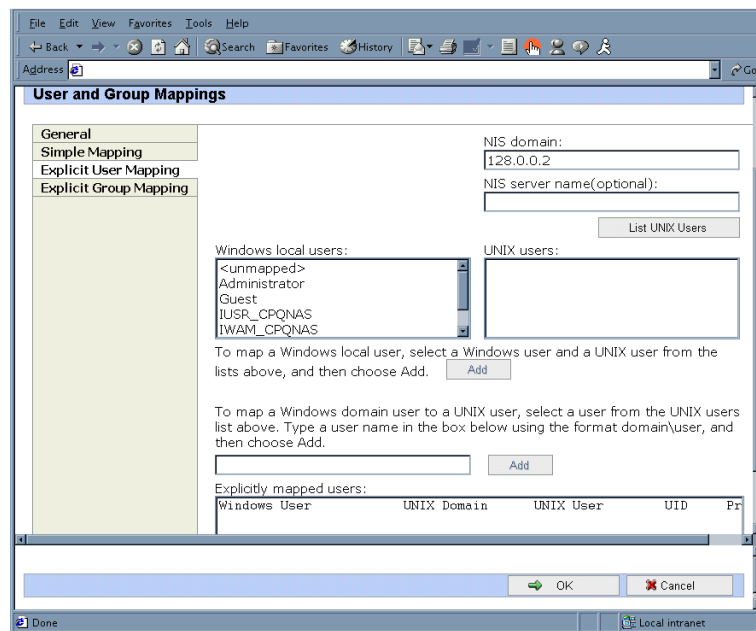 File Edit View Favorites Tools Help
Back Search Favorites History
Address Go
User and Group Mappings
General
Simple Mapping
Explicit User Mapping
Explicit Group Mapping
NIS domain:
128.0.0.2
NIS server name(optional):
List UNIX Users
Windows local users:
<unmapped>
Administrator
Guest
IUSR_CPQNAS
IWAM_CPQNAS
UNIX users:
To map a Windows local user, select a Windows user and a UNIX user from the
lists above, and then choose Add. Add
To map a Windows domain user to a UNIX user, select a user from the UNIX users
list above. Type a user name in the box below using the format domain\user, and
then choose Add.
Add
Explicitly mapped users:
Windows User UNIX Domain UNIX User UID Pr
OK Cancel
Done Local intranet